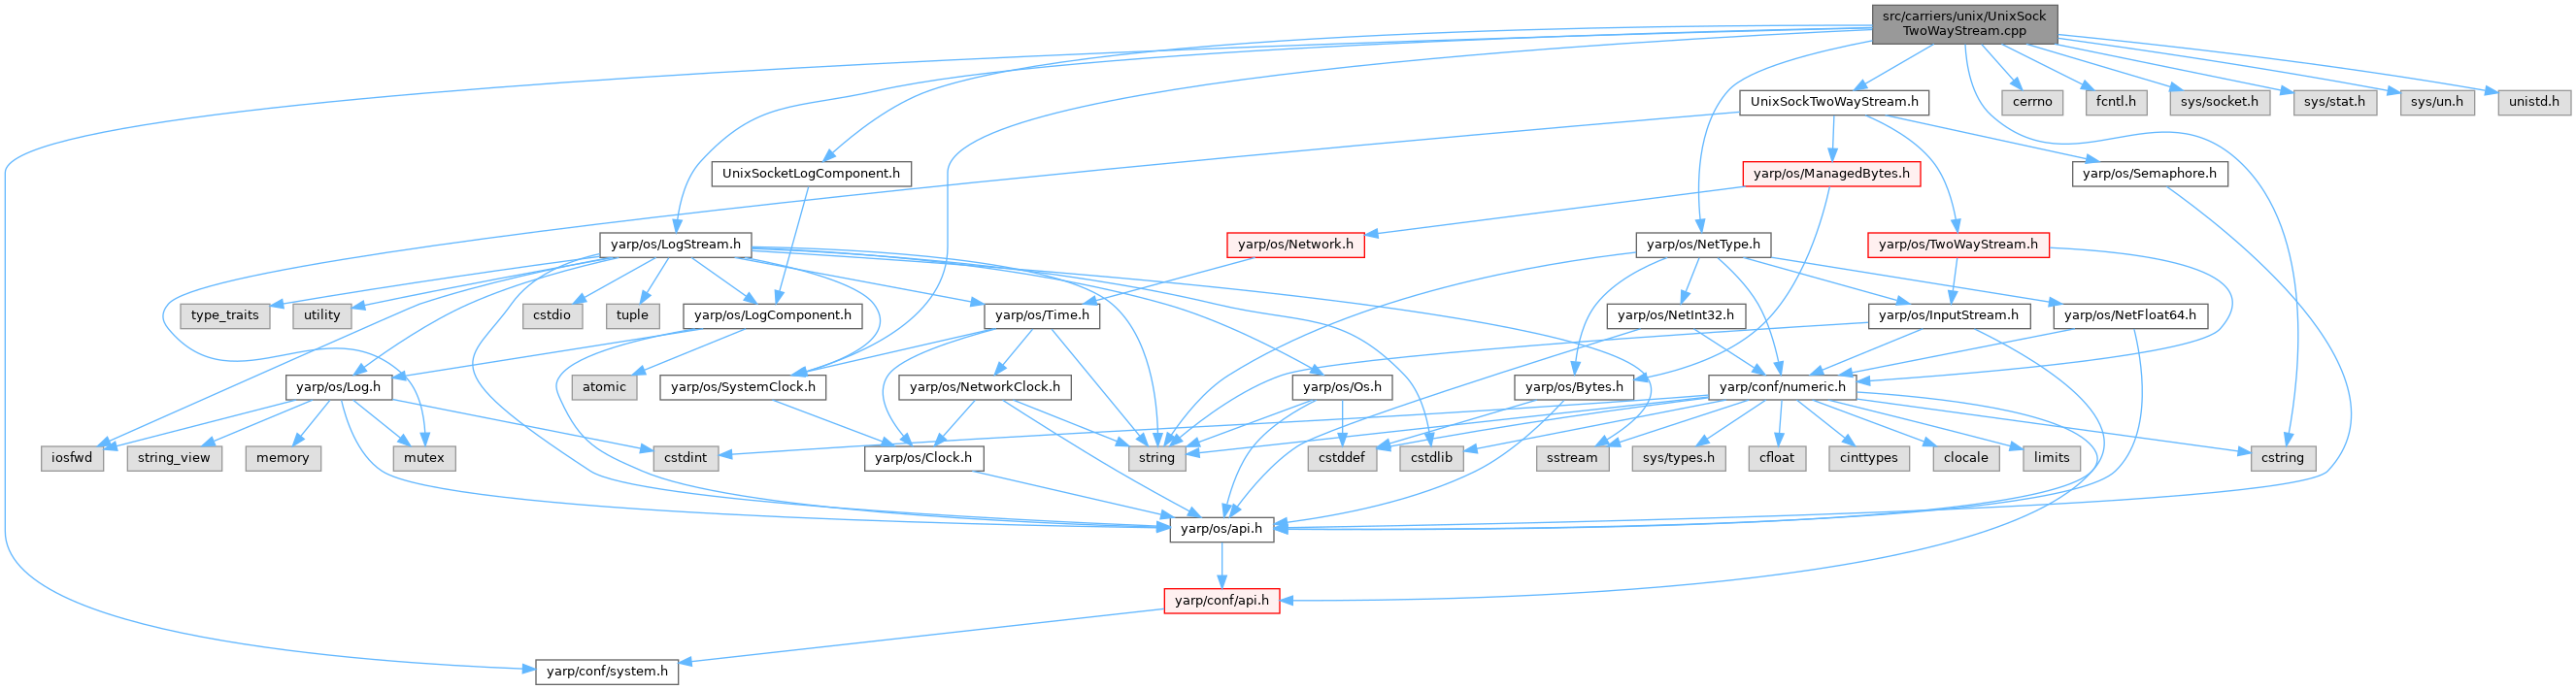 src/carriers/unix/UnixSock
TwoWayStream.cpp
UnixSockTwoWayStream.h
cerrno
fcntl.h
sys/socket.h
sys/stat.h
sys/un.h
unistd.h
UnixSocketLogComponent.h
yarp/os/ManagedBytes.h
yarp/os/Semaphore.h
yarp/os/LogStream.h
yarp/os/Network.h
yarp/os/NetType.h
yarp/os/TwoWayStream.h
type_traits
utility
cstdio
tuple
yarp/os/LogComponent.h
yarp/os/Time.h
yarp/os/NetInt32.h
yarp/os/InputStream.h
yarp/os/NetFloat64.h
yarp/os/Log.h
atomic
yarp/os/SystemClock.h
yarp/os/NetworkClock.h
yarp/os/Os.h
yarp/os/Bytes.h
yarp/conf/numeric.h
iosfwd
string_view
memory
mutex
cstdint
yarp/os/Clock.h
string
cstddef
cstdlib
sstream
sys/types.h
cfloat
cinttypes
clocale
limits
cstring
yarp/os/api.h
yarp/conf/api.h
yarp/conf/system.h